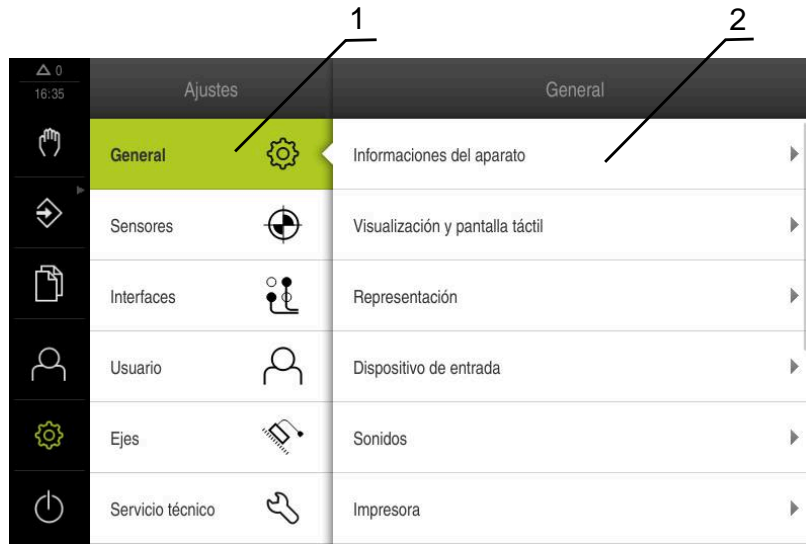 1
2
0
16:35
Ajustes
General
General
Informaciones del aparato
Sensores
Visualización y pantalla táctil
Interfaces
Representación
Usuario
Dispositivo de entrada
Ejes
Sonidos
Servicio técnico
Impresora